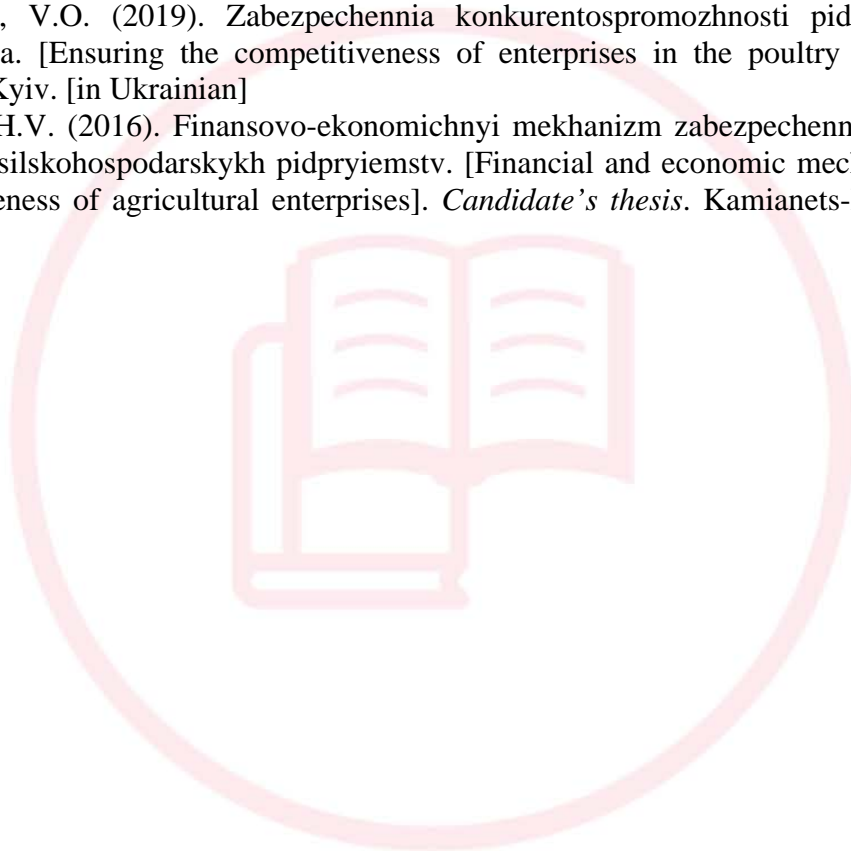 , V.O. (2019). Zabezpechennia konkurentospromozhnosti pid
a. [Ensuring the competitiveness of enterprises in the poultry
Kyiv. [in Ukrainian]
H.V. (2016). Finansovo-ekonomichnyi mekhanizm zabezpechenn
silskohospodarskykh pidpryiemstv. [Financial and economic mec
eness of agricultural enterprises]. Candidate’s thesis. Kamianets-